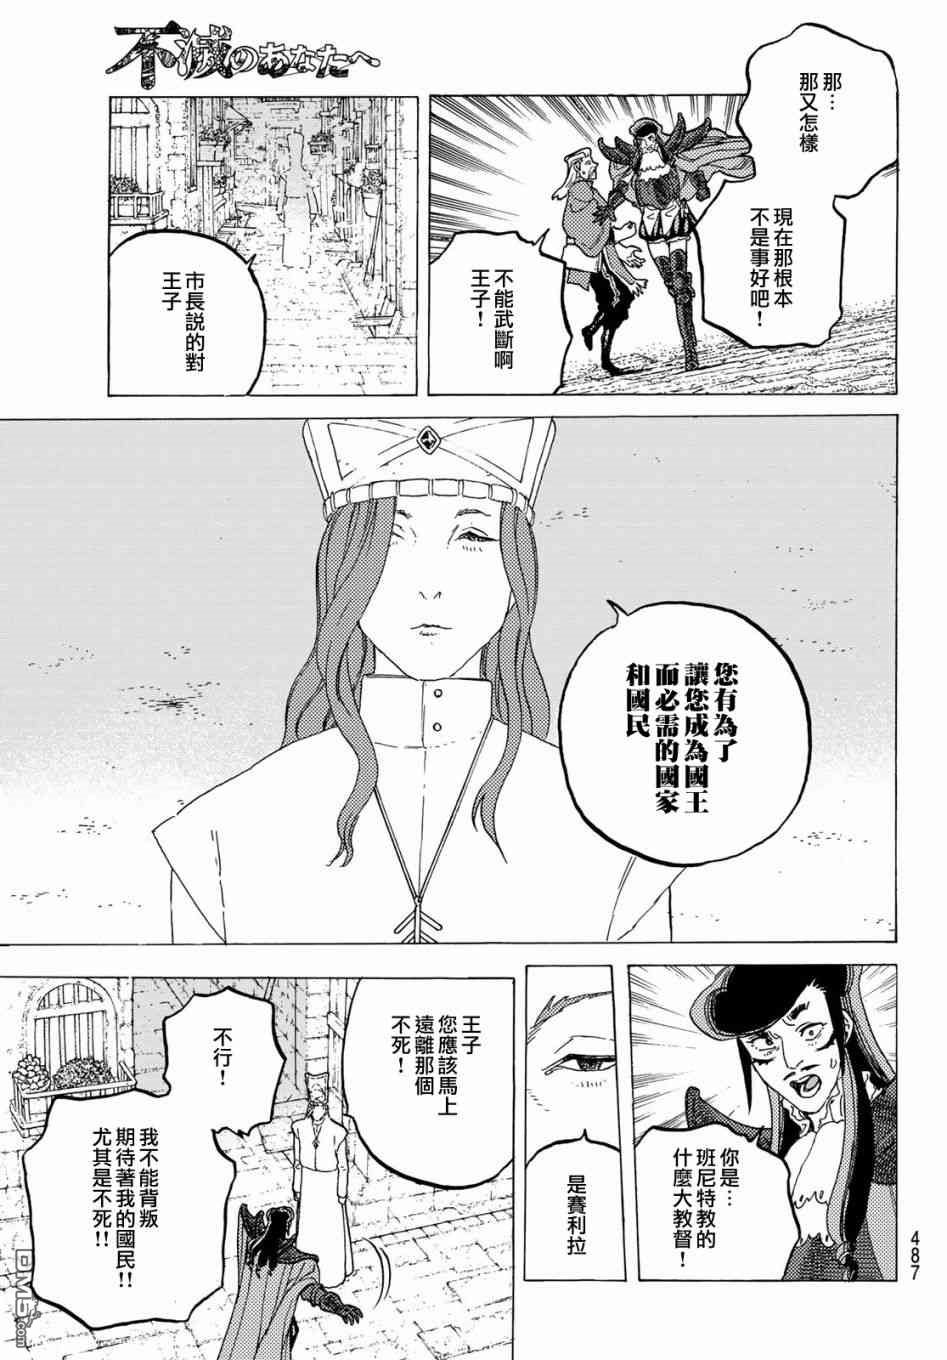 不滅のあなたへ
那…
那又怎樣
現在那根本
不是事好吧！
不能武斷啊
王子！
市長説的對
王子
您有為了
讓您成為國王
而必需的國家
和國民
你是…
班尼特教的
什麼大教督！
是賽利拉
王子
您應該馬上
遠離那個
不死！
不行！
我不能背叛
期待著我的國民!!
尤其是不死!!
487
DM5.com